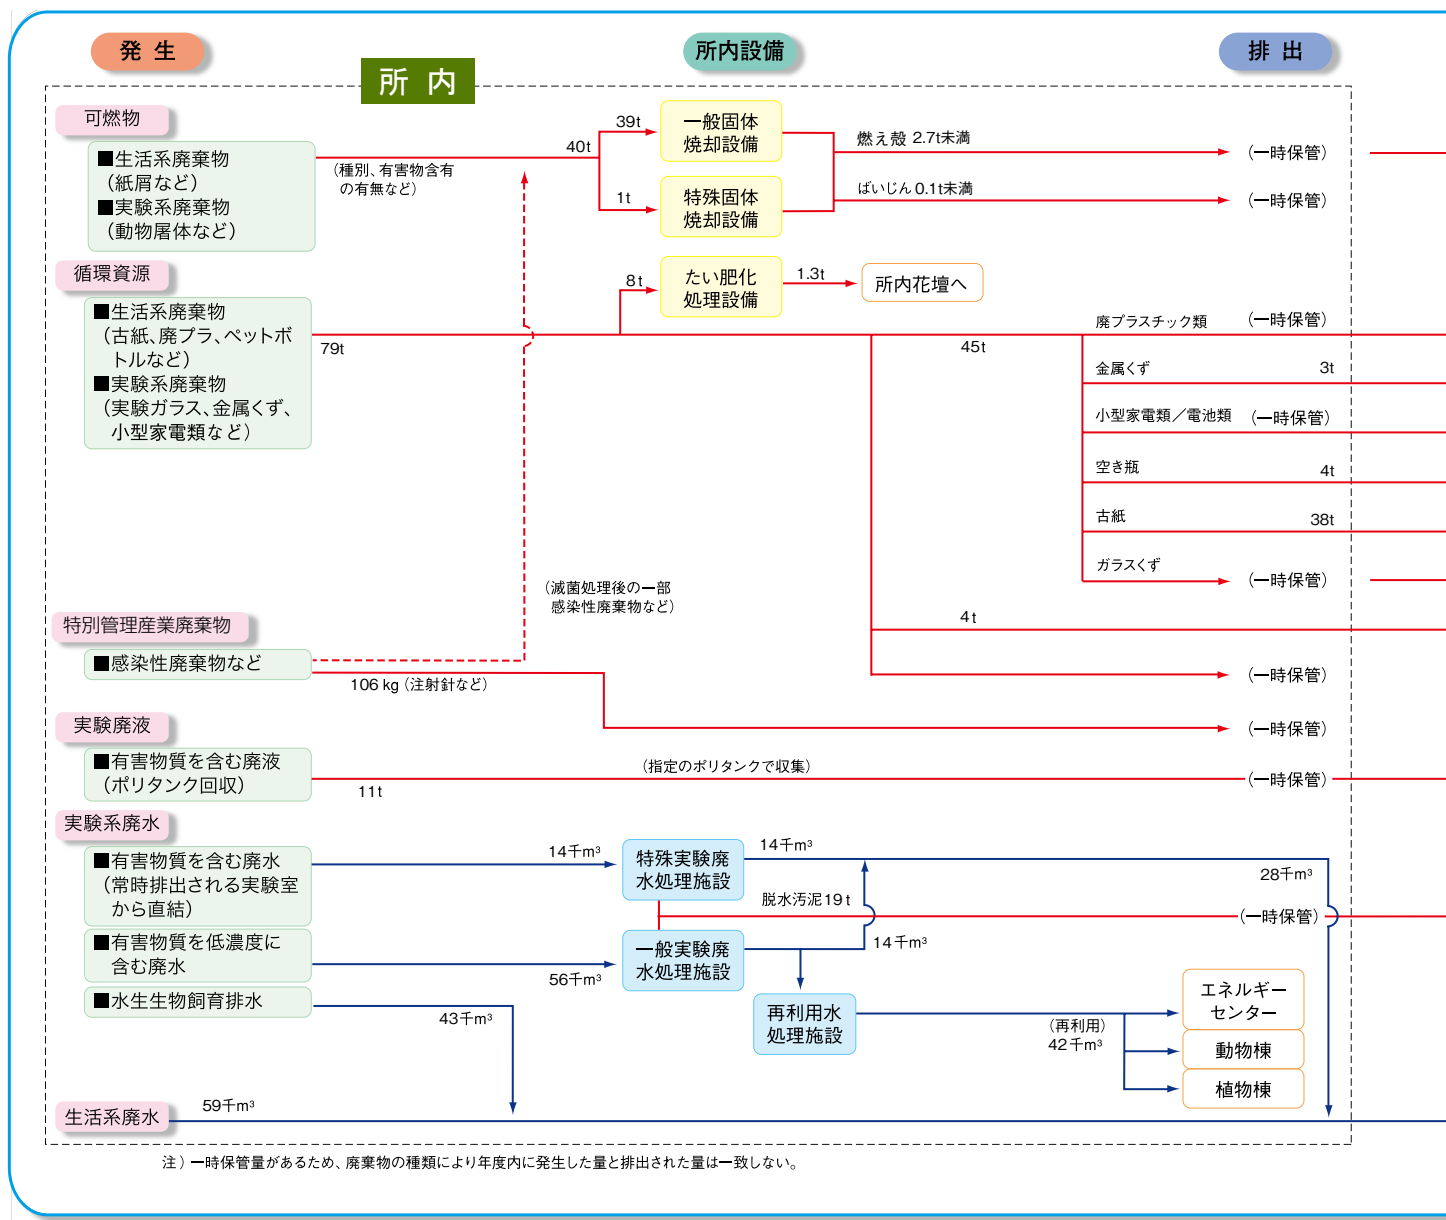 発 生
所内設備
排 出
所 内
可燃物
■生活系廃棄物
（紙屑など）
■実験系廃棄物
（動物屠体など）
（種別、有害物含有
の有無など）
40t
39t
1t
一般固体
焼却設備
特殊固体
焼却設備
燃え殻 2.7t未満
（一時保管）
ばいじん 0.1t未満
（一時保管）
循環資源
■生活系廃棄物
（古紙、廃プラ、ペットボ
トルなど）
■実験系廃棄物
（実験ガラス、金属くず、
小型家電類など）
79t
8t
たい肥化
処理設備
1.3t
所内花壇へ
45t
廃プラスチック類
（一時保管）
金属くず
3t
小型家電類／電池類
（一時保管）
空き瓶
4t
古紙
38t
ガラスくず
（一時保管）
（滅菌処理後の一部
感染性廃棄物など）
4t
（一時保管）
特別管理産業廃棄物
■感染性廃棄物など
106 kg（注射針など）
（一時保管）
実験廃液
■有害物質を含む廃液
（ポリタンク回収）
11t
（指定のポリタンクで収集）
（一時保管）
実験系廃水
■有害物質を含む廃水
（常時排出される実験室
から直結）
■有害物質を低濃度に
含む廃水
■水生生物飼育排水
14千m³
特殊実験廃
水処理施設
14千m³
28千m³
脱水汚泥19t
（一時保管）
56千m³
一般実験廃
水処理施設
14千m³
43千m³
再利用水
処理施設
（再利用）
42千m³
エネルギー
センター
動物棟
植物棟
生活系廃水
59千m³
注）一時保管量があるため、廃棄物の種類により年度内に発生した量と排出された量は一致しない。